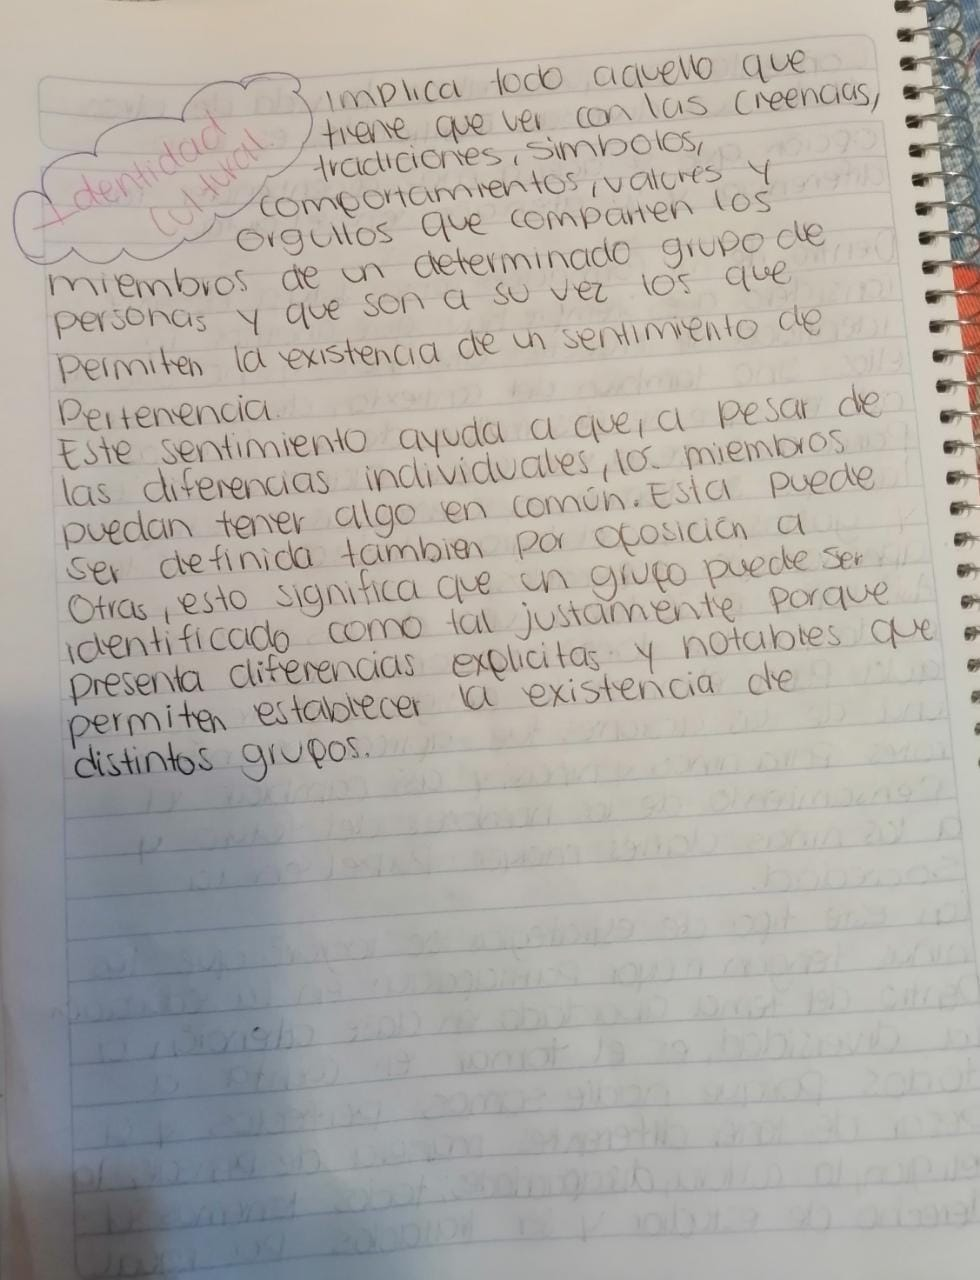 Identidad
cultural.
implica todo aquello que
tiene que ver con las creencias,
tradiciones, simbolos,
comportamientos, valores y
orgullos que comparten los
miembros de un determinado grupo de
personas y que son a su vez los que
permiten la existencia de un sentimiento de
Pertenencia.
Este sentimiento ayuda a que, a pesar de
las diferencias individuales, los miembros
puedan tener algo en común. Esta puede
ser definida tambien por oposición a
Otras, esto significa que un grupo puede ser
identificado como tal justamente porque
presenta diferencias explicitas y notables que
permiten establecer la existencia de
distintos grupos.